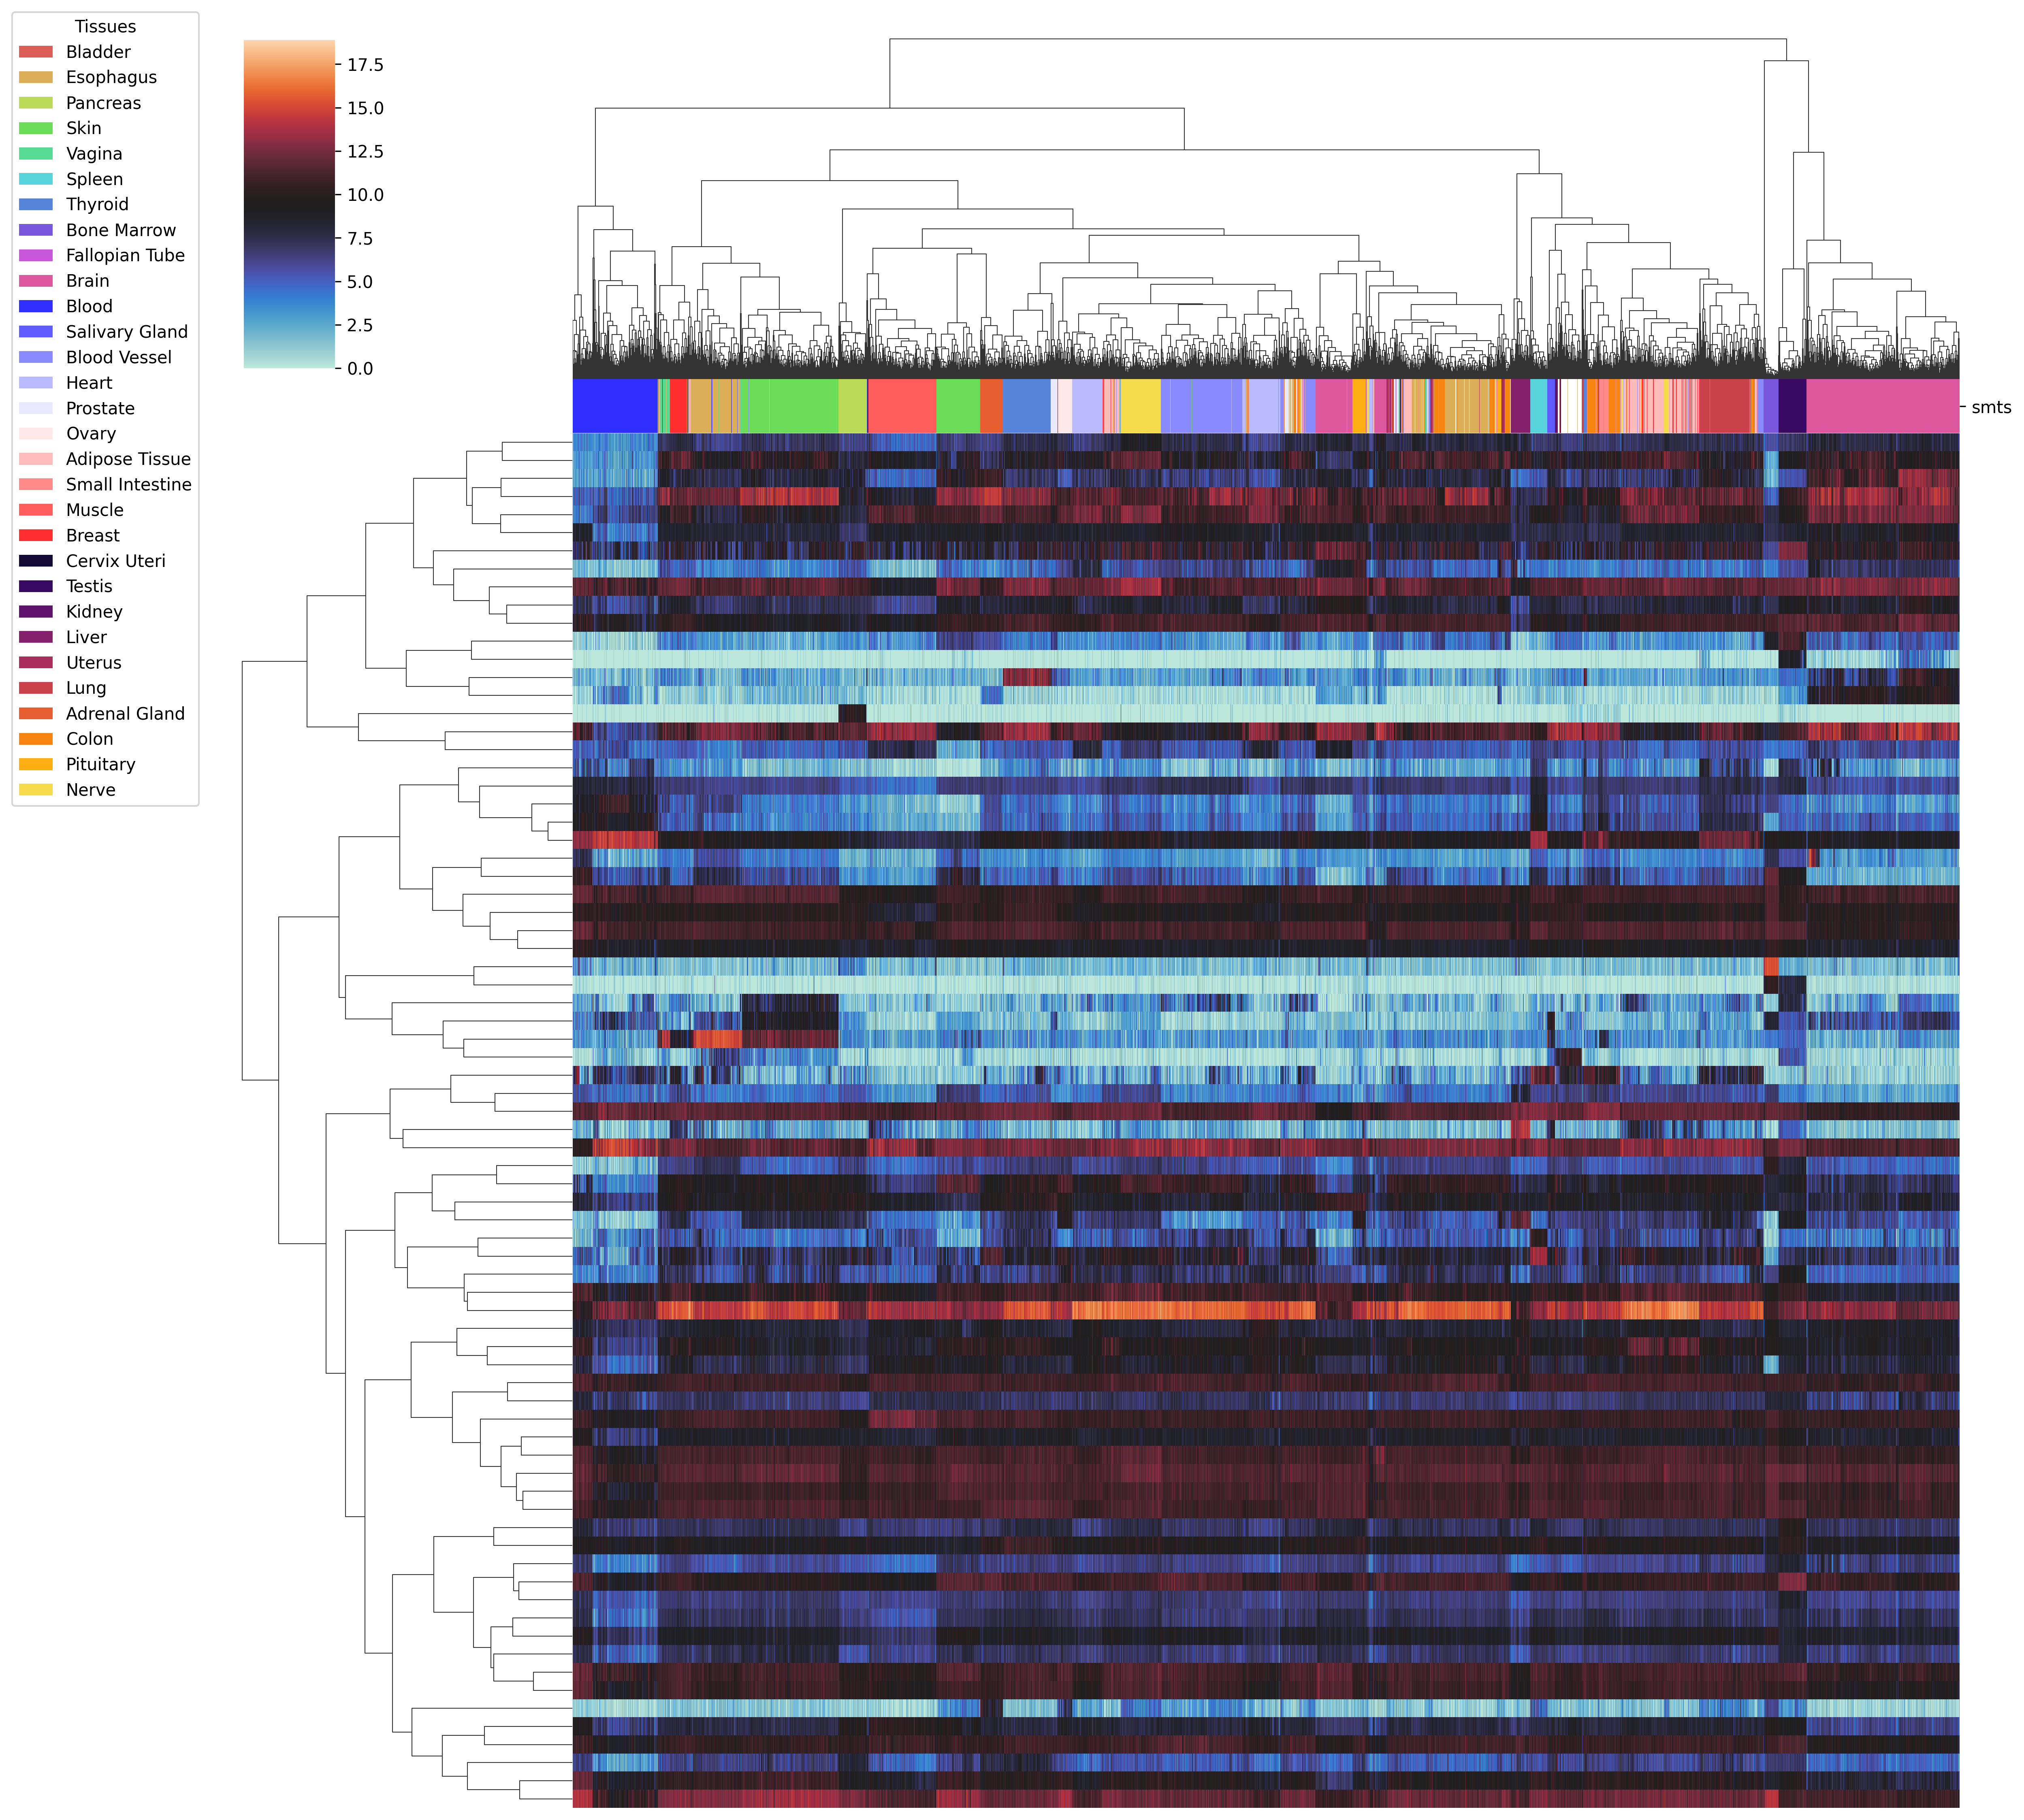 Tissues
Bladder
Esophagus
Pancreas
Skin
Vagina
Spleen
Thyroid
Bone Marrow
Fallopian Tube
Brain
Blood
Salivary Gland
Blood Vessel
Heart
Prostate
Ovary
Adipose Tissue
Small Intestine
Muscle
Breast
Cervix Uteri
Testis
Kidney
Liver
Uterus
Lung
Adrenal Gland
Colon
Pituitary
Nerve
17.5
15.0
12.5
10.0
7.5
5.0
2.5
0.0
smts